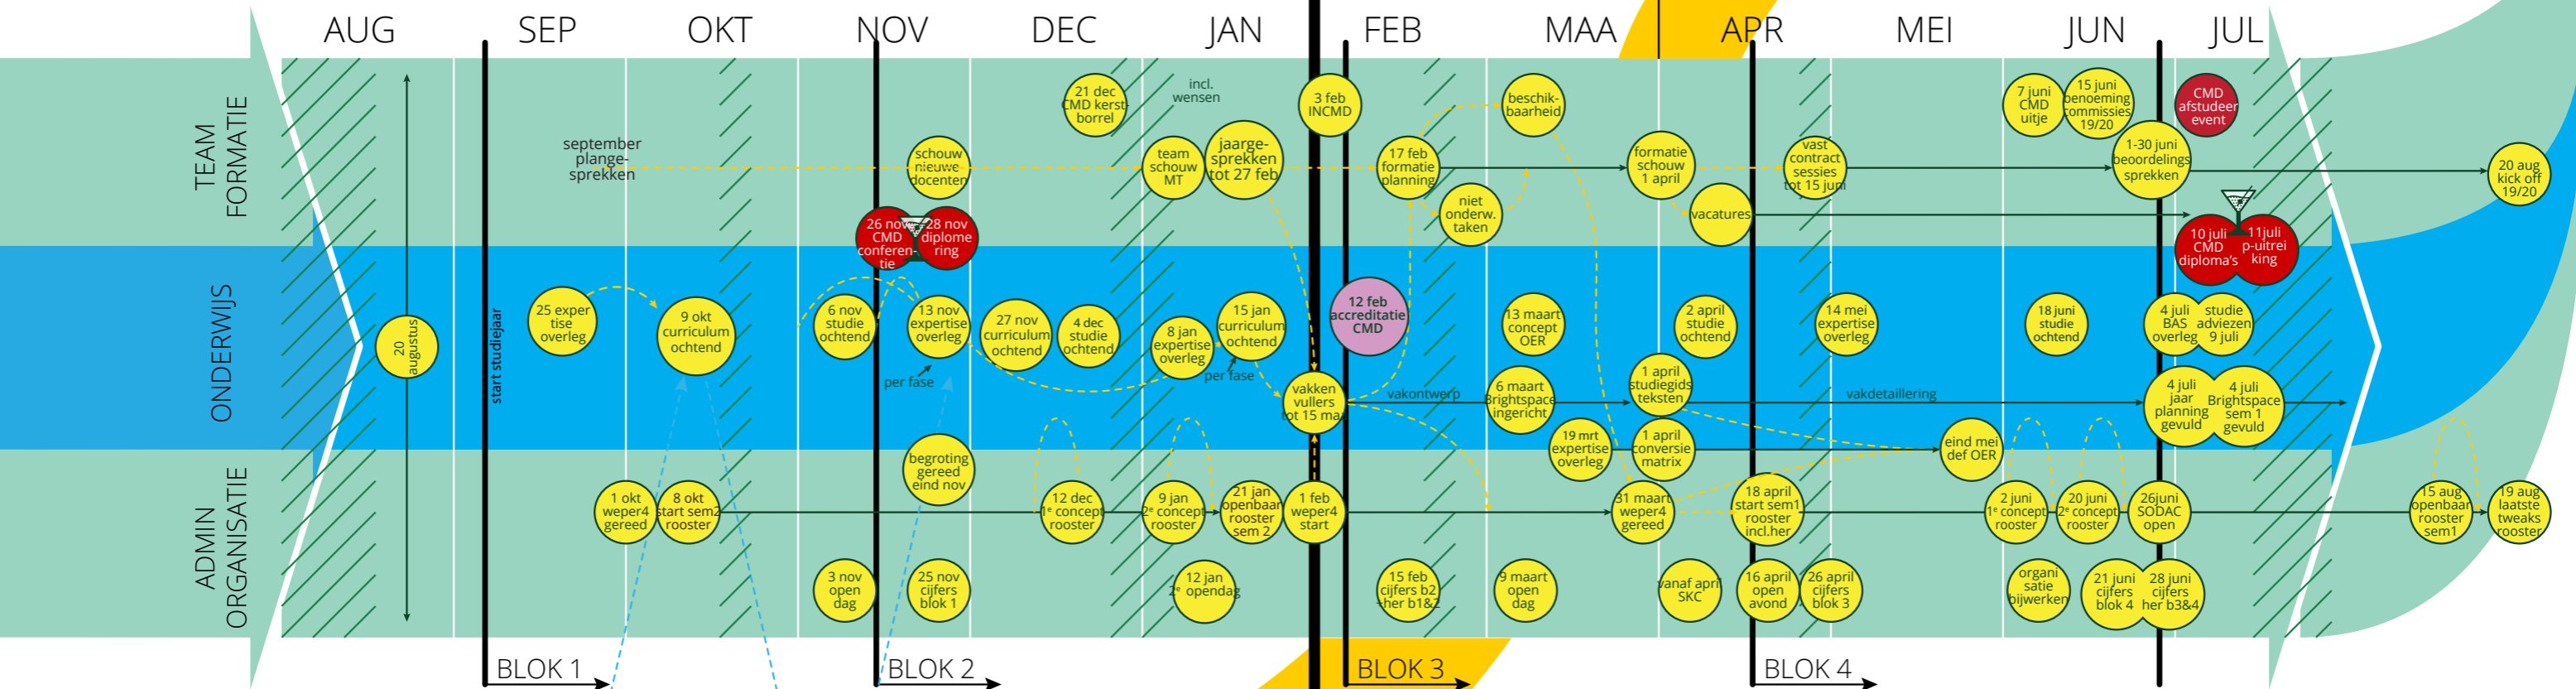 AUG
SEP
OKT
NOV
DEC
JAN
FEB
MAA
APR
MEI
JUN
JUL
TEAM
FORMATIE
september
plange-
sprekken
schouw
nieuwe
docenten
21 dec
CMD kerst-
borrel
incl.
wensen
team
schouw
MT
jaarge-
sprekken
tot 27 feb
3 feb
INCMD
17 feb
formatie
planning
beschik-
baarheid
niet
onderw.
taken
formatie
schouw
1 april
vacatures
vast
contract
sessies
tot 15 juni
7 juni
CMD
uitje
15 juni
benoeming
commissies
19/20
1-30 juni
beoordelings
sprekken
CMD
afstudeer
event
20 aug
kick off
19/20
26 nov
CMD
conferen-
tie
28 nov
diplome
ring
10 juli
CMD
diploma's
11juli
p-uitrei
king
ONDERWIJS
20
augustus
start studiejaar
25 exper
tise
overleg
9 okt
curriculum
ochtend
6 nov
studie
ochtend
13 nov
expertise
overleg
per fase
27 nov
curriculum
ochtend
4 dec
studie
ochtend
8 jan
expertise
overleg
15 jan
curriculum
ochtend
per fase
vakken
vullers
tot 15 maa
12 feb
accreditatie
CMD
vakontwerp
13 maart
concept
OER
6 maart
Brightspace
ingericht
19 mrt
expertise
overleg
2 april
studie
ochtend
1 april
studiegids
teksten
1 april
conversie
matrix
14 mei
expertise
overleg
vakdetaillering
eind mei
def OER
18 juni
studie
ochtend
4 juli
BAS
overleg
studie
adviezen
9 juli
4 juli
jaar
planning
gevuld
4 juli
Brightspace
sem 1
gevuld
ADMIN
ORGANISATIE
1 okt
weper4
gereed
8 okt
start sem2
rooster
begroting
gereed
eind nov
12 dec
1e concept
rooster
9 jan
2e concept
rooster
21 jan
openbaar
rooster
sem 2
1 feb
weper4
start
31 maart
weper4
gereed
18 april
start sem1
rooster
incl.her
2 juni
1e concept
rooster
20 juni
2e concept
rooster
26juni
SODAC
open
15 aug
openbaar
rooster
sem1
19 aug
laatste
tweaks
rooster
3 nov
open
dag
25 nov
cijfers
blok 1
12 jan
2e opendag
15 feb
cijfers b2
+her b1&2
9 maart
open
dag
vanaf april
SKC
16 april
open
avond
26 april
cijfers
blok 3
organi
satie
bijwerken
21 juni
cijfers
blok 4
28 juni
cijfers
her b3&4
BLOK 1
BLOK 2
BLOK 3
BLOK 4